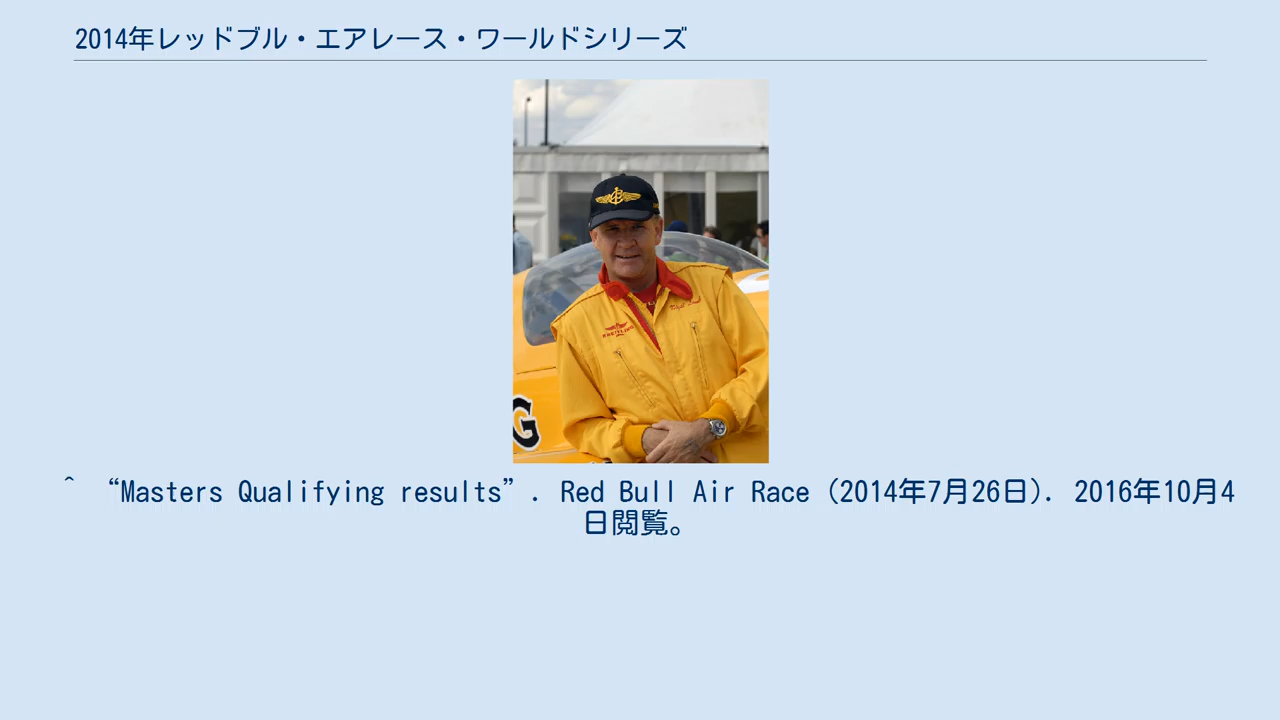 2014年レッドブル・エアレース・ワールドシリーズ
BREITLING
G
^ “Masters Qualifying results”. Red Bull Air Race (2014年7月26日). 2016年10月4
日閲覧。